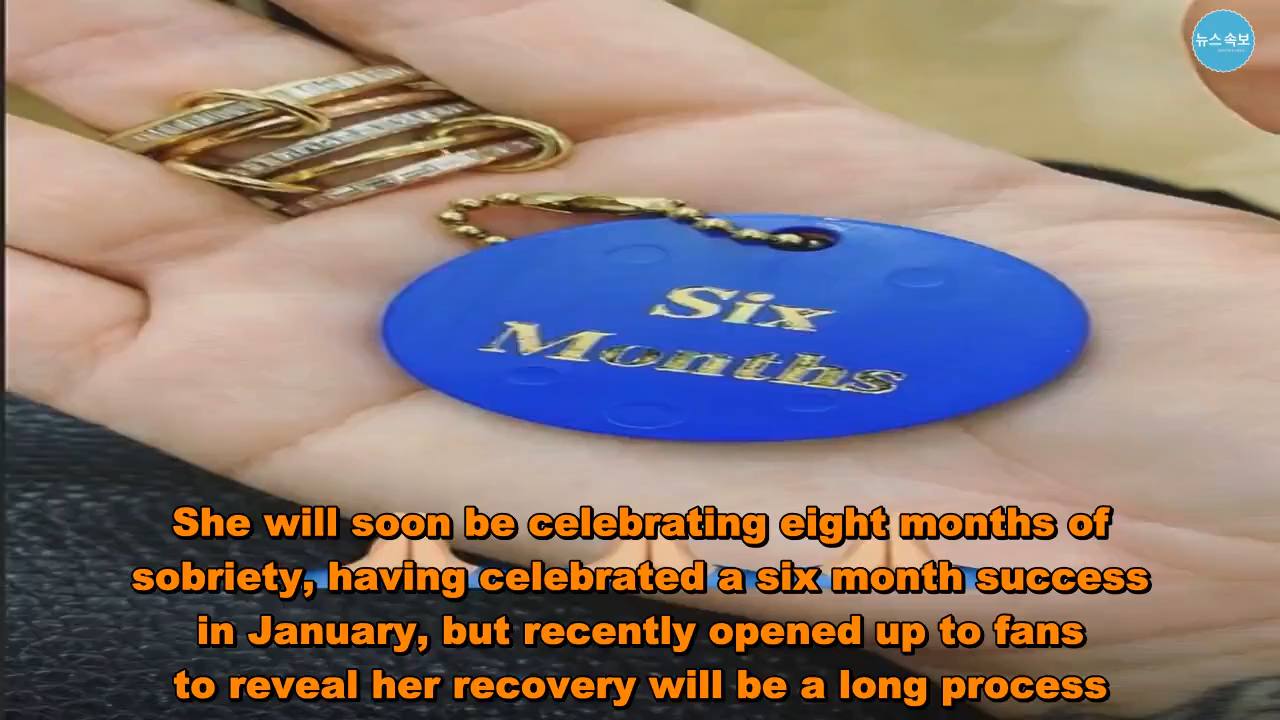 뉴스 속보
Six
Months
She will soon be celebrating eight months of
sobriety, having celebrated a six month success
in January, but recently opened up to fans
to reveal her recovery will be a long process